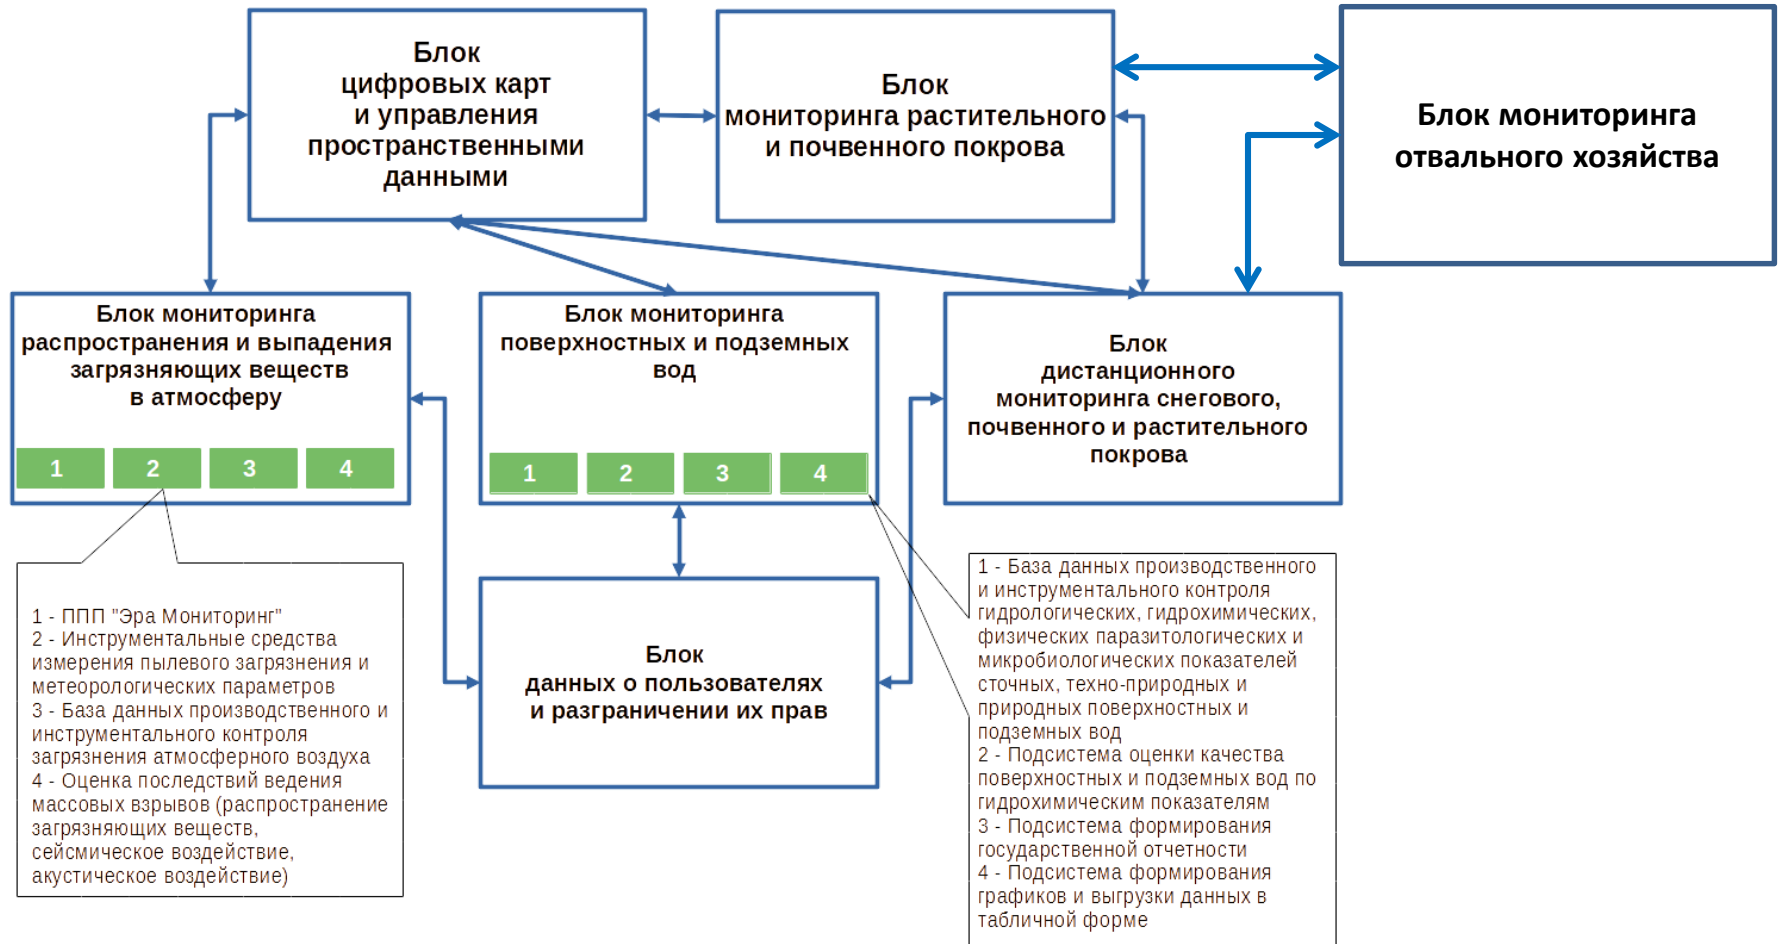 Блок
цифровых карт
и управления
пространственными
данными
Блок
мониторинга растительного
и почвенного покрова
Блок мониторинга
отвального хозяйства
Блок мониторинга
распространения и выпадения
загрязняющих веществ
в атмосферу
1 2 3 4
Блок мониторинга
поверхностных и подземных
вод
1 2 3 4
Блок
дистанционного
мониторинга снегового,
почвенного и растительного
покрова
Блок
данных о пользователях
и разграничении их прав
1 - ППП "Эра Мониторинг"
2 - Инструментальные средства
измерения пылевого загрязнения и
метеорологических параметров
3 - База данных производственного и
инструментального контроля
загрязнения атмосферного воздуха
4 - Оценка последствий ведения
массовых взрывов (распространение
загрязняющих веществ,
сейсмическое воздействие,
акустическое воздействие)
1 - База данных производственного
и инструментального контроля
гидрологических, гидрохимических,
физических паразитологических и
микробиологических показателей
сточных, техно-природных и
природных поверхностных и
подземных вод
2 - Подсистема оценки качества
поверхностных и подземных вод по
гидрохимическим показателям
3 - Подсистема формирования
государственной отчетности
4 - Подсистема формирования
графиков и выгрузки данных в
табличной форме